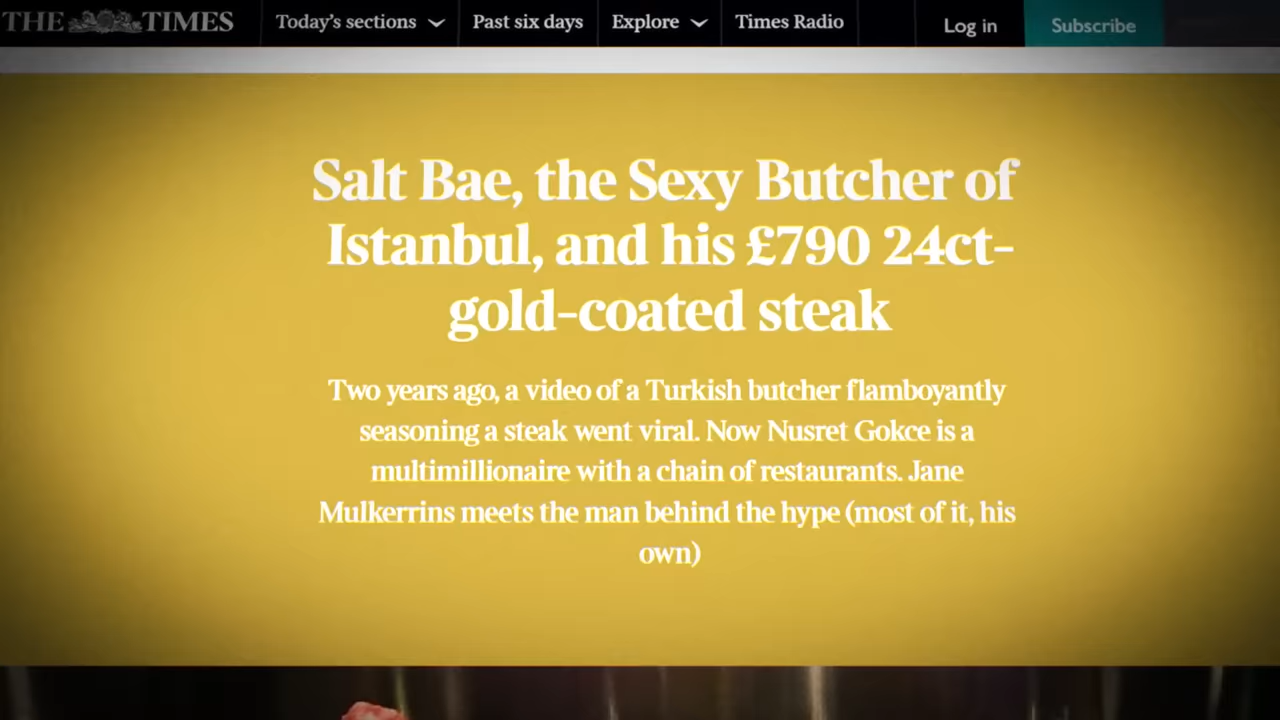 THE TIMES Today's sections Past six days Explore Times Radio Log in Subscribe
Salt Bae, the Sexy Butcher of
Istanbul, and his £790 24ct-
gold-coated steak
Two years ago, a video of a Turkish butcher flamboyantly
seasoning a steak went viral. Now Nusret Gokce is a
multimillionaire with a chain of restaurants. Jane
Mulkerrins meets the man behind the hype (most of it, his
own)